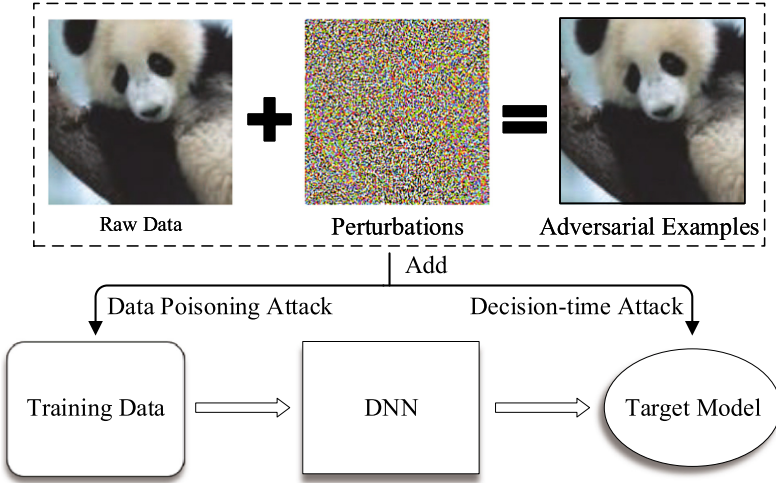 Raw Data
Perturbations
Adversarial Examples
Add
Data Poisoning Attack
Decision-time Attack
Training Data
DNN
Target Model